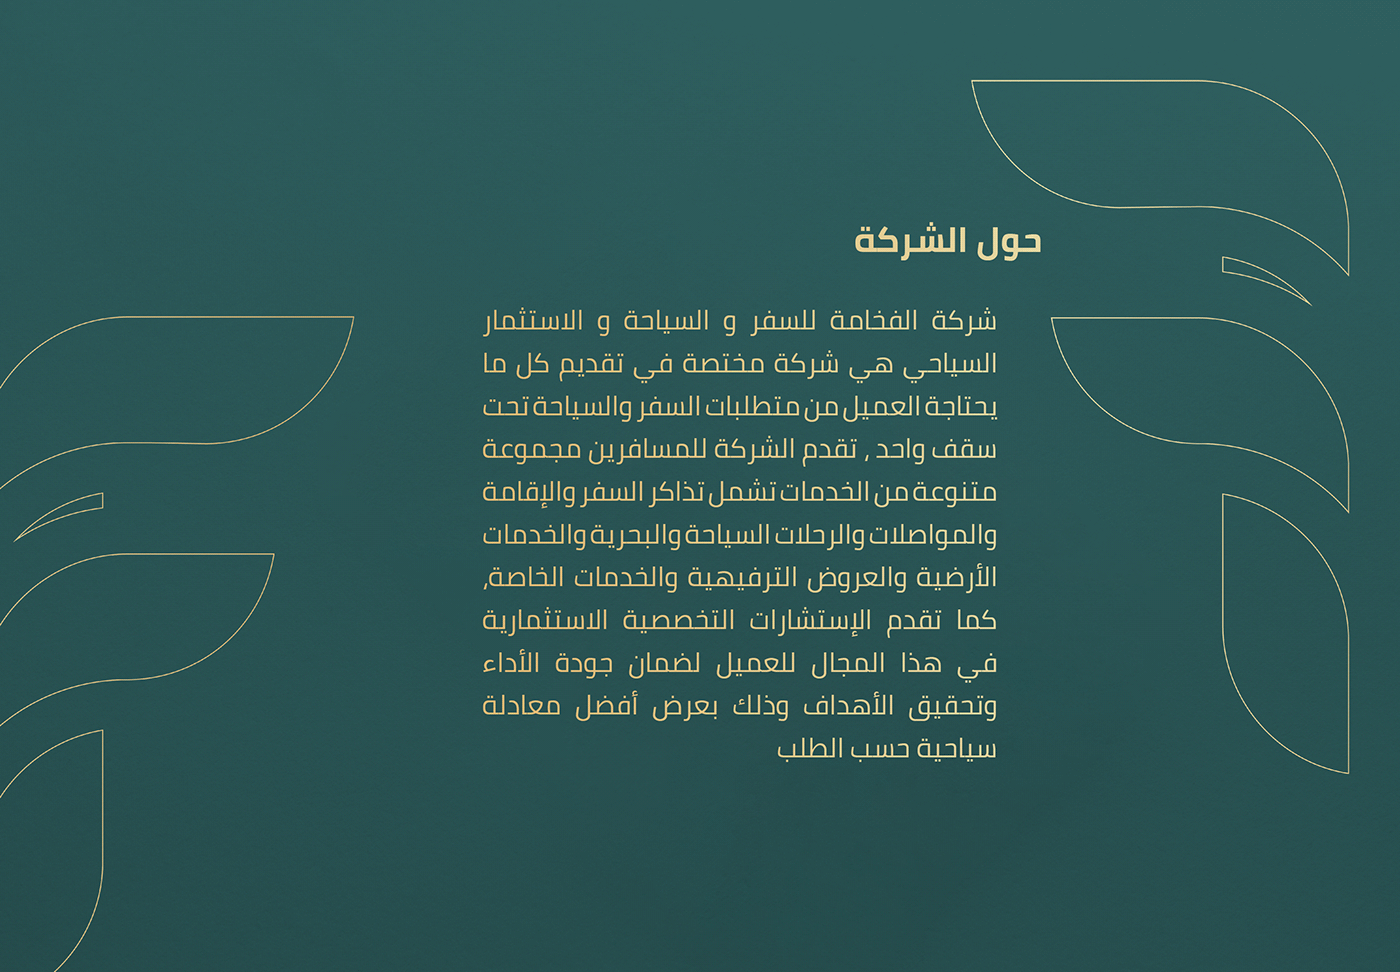 حول الشركة
شركة الفخامة للسفر و السياحة و الاستثمار
السياحي هي شركة مختصة في تقديم كل ما
يحتاجة العميل من متطلبات السفر والسياحة تحت
سقف واحد , تقدم الشركة للمسافرين مجموعة
متنوعة من الخدمات تشمل تذاكر السفر والإقامة
والمواصلات والرحلات السياحة والبحرية والخدمات
الأرضية والعروض الترفيهية والخدمات الخاصة,
كما تقدم الإستشارات التخصصية الاستثمارية
في هذا المجال للعميل لضمان جودة الأداء
وتحقيق الأهداف وذلك بعرض أفضل معادلة
سياحية حسب الطلب